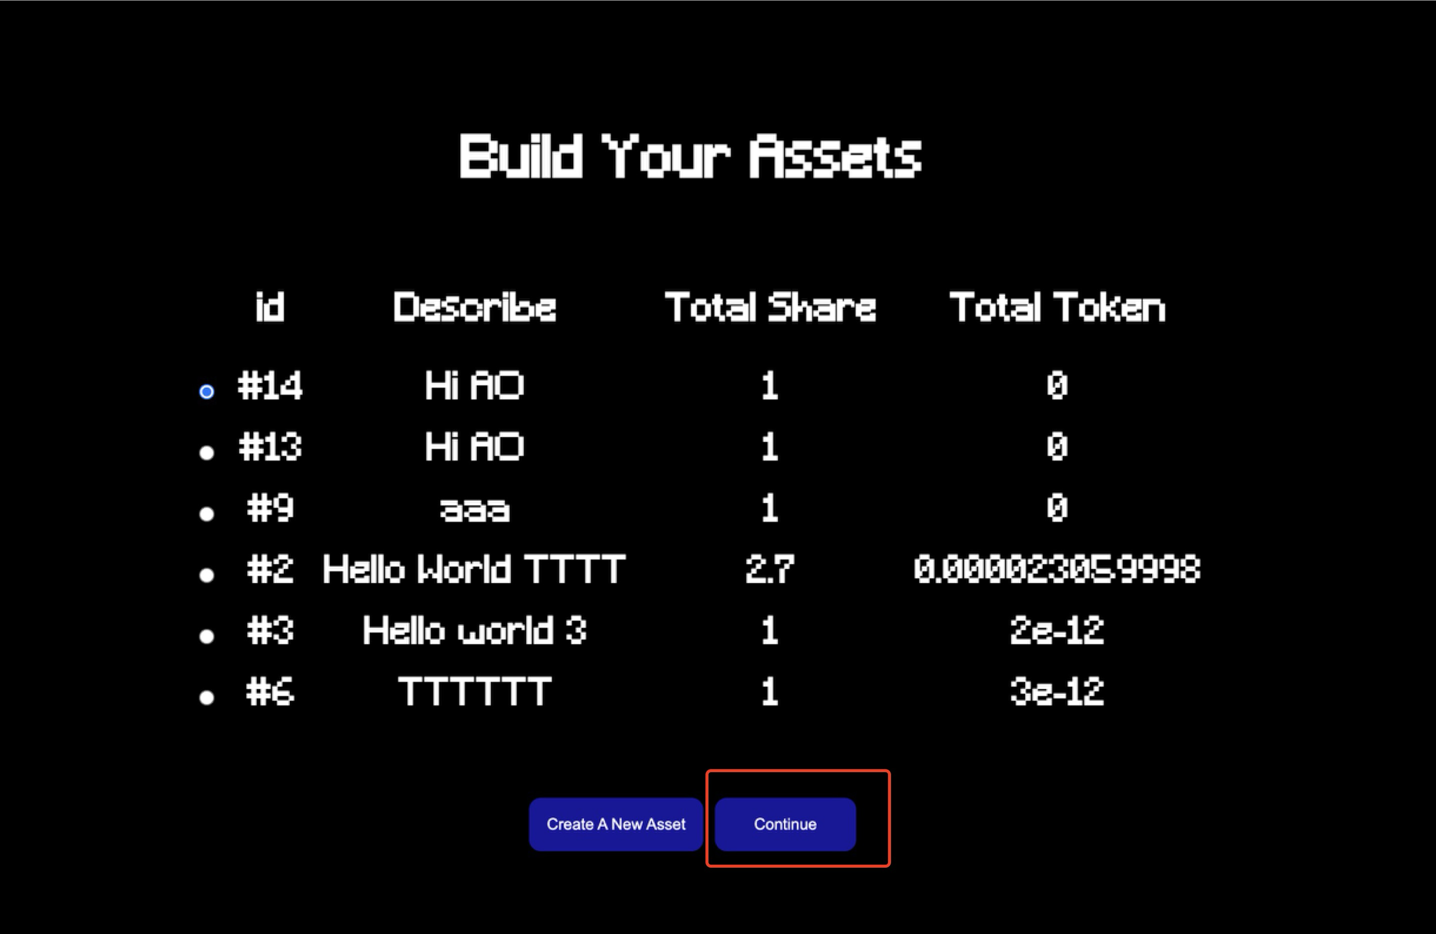 Build Your Assets
id Describe Total Share Total Token
#14 Hi AO 1 0
#13 Hi AO 1 0
#9 aaa 1 0
#2 Hello World TTTT 2.7 0.000023059998
#3 Hello world 3 1 2e-12
#6 TTTTTT 1 3e-12
Create A New Asset Continue